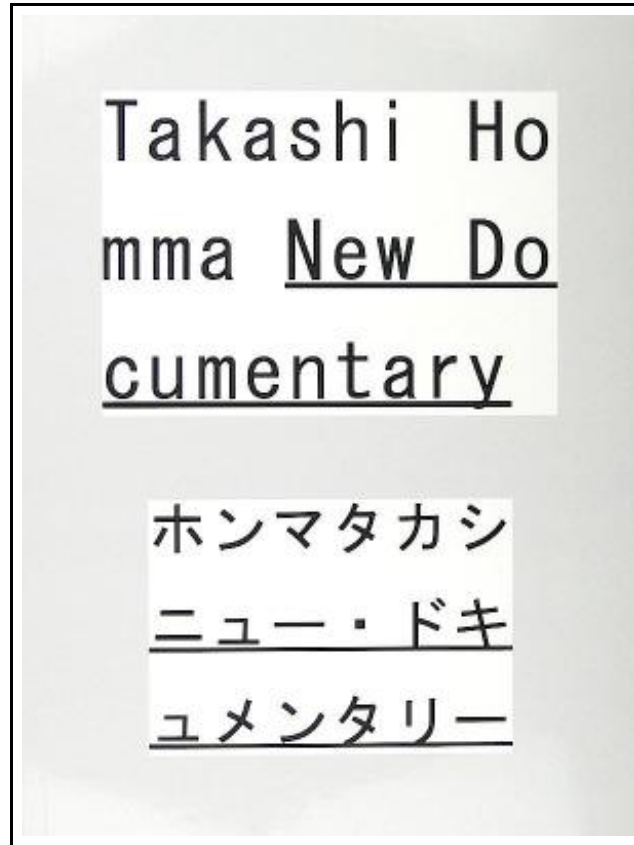 Takashi Ho
mma New Do
cumentary
ホンマタカシ
ニュー・ドキ
ュメンタリー